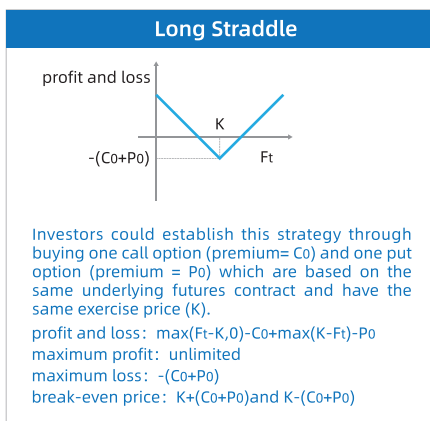 Long Straddle
profit and loss
K
-(C0+P0)
Ft
Investors could establish this strategy through
buying one call option (premium= C0) and one put
option (premium = P0) which are based on the
same underlying futures contract and have the
same exercise price (K).
profit and loss: max(Ft-K,0)-C0+max(K-Ft)-P0
maximum profit: unlimited
maximum loss: -(C0+P0)
break-even price: K+(C0+P0)and K-(C0+P0)